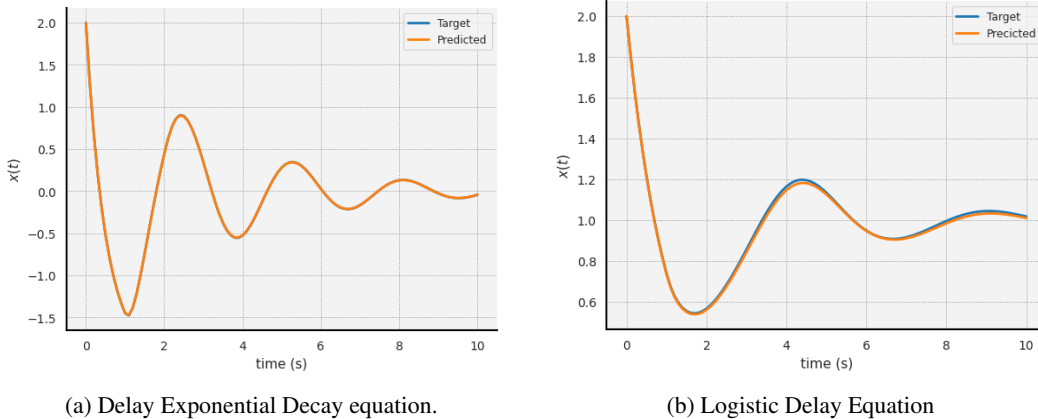 2.0
1.5
1.0
0.5
0.0
−0.5
−1.0
−1.5
x(t)
0 2 4 6 8 10
time (s)
Target
Predicted
(a) Delay Exponential Decay equation.
2.0
1.8
1.6
1.4
1.2
1.0
0.8
0.6
x(t)
0 2 4 6 8 10
time (s)
Target
Precicted
(b) Logistic Delay Equation